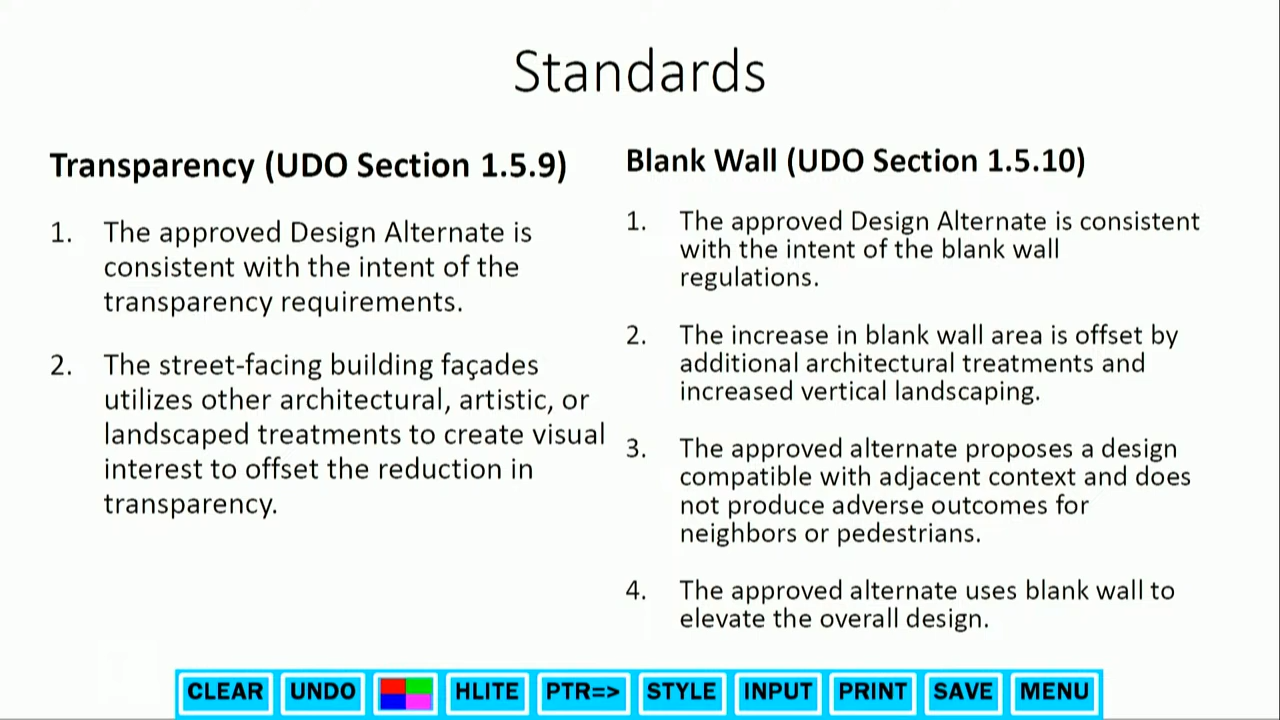 Standards
Transparency (UDO Section 1.5.9)
1. The approved Design Alternate is
consistent with the intent of the
transparency requirements.
2. The street-facing building façades
utilizes other architectural, artistic, or
landscaped treatments to create visual
interest to offset the reduction in
transparency.
Blank Wall (UDO Section 1.5.10)
1. The approved Design Alternate is consistent
with the intent of the blank wall
regulations.
2. The increase in blank wall area is offset by
additional architectural treatments and
increased vertical landscaping.
3. The approved alternate proposes a design
compatible with adjacent context and does
not produce adverse outcomes for
neighbors or pedestrians.
4. The approved alternate uses blank wall to
elevate the overall design.
CLEAR UNDO HLITE PTR=> STYLE INPUT PRINT SAVE MENU